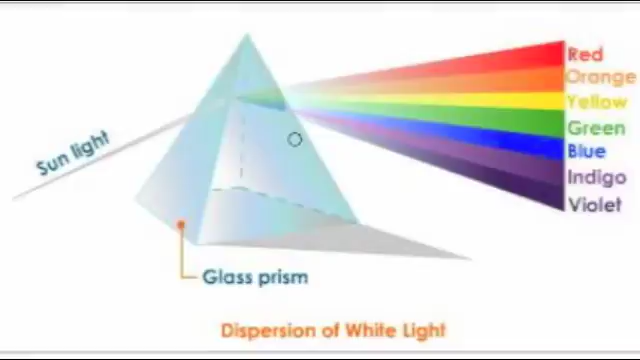 Red
Orange
Yellow
Green
Blue
Indigo
Violet
Sun light
Glass prism
Dispersion of White Light